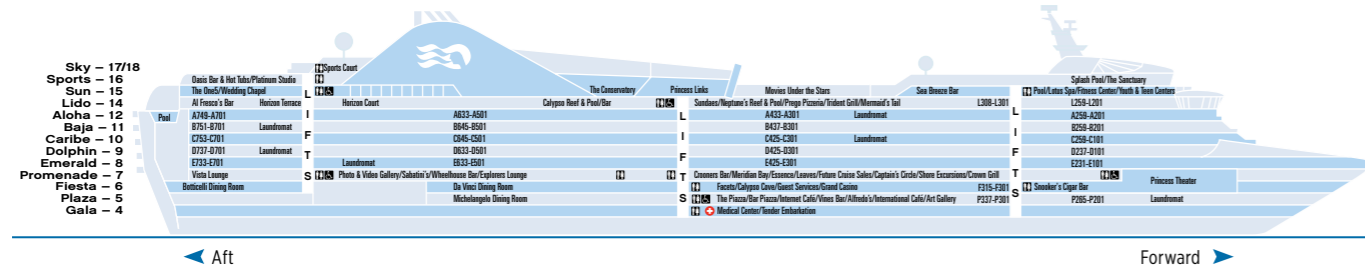 Sky – 17/18 Sports Court
Sports – 16 Oasis Bar & Hot Tubs/Platinum Studio Splash Pool/The Sanctuary
Sun – 15 The One5/Wedding Chapel The Conservatory Princess Links Movies Under the Stars Sea Breeze Bar Pool/Lotus Spa/Fitness Center/Youth & Teen Centers
Lido – 14 Al Fresco's Bar Horizon Terrace Horizon Court Calypso Reef & Pool/Bar Sundaes/Neptune's Reef & Pool/Prego Pizzeria/Trident Grill/Mermaid's Tail L308-L301 L259-L201
Aloha – 12 Pool A749-A701 A633-A501 A433-A301 Laundromat A259-A201
Baja – 11 B751-B701 Laundromat B645-B501 B437-B301 B259-B201
Caribe – 10 C753-C701 C645-C501 C425-C301 Laundromat C259-C101
Dolphin – 9 D737-D701 Laundromat D633-D501 D425-D301 D237-D101
Emerald – 8 E733-E701 Laundromat E633-E501 E425-E301 E231-E101
Promenade – 7 Vista Lounge Photo & Video Gallery/Sabatini's/Wheelhouse Bar/Explorers Lounge Crooners Bar/Meridian Bay/Essence/Leaves/Future Cruise Sales/Captain's Circle/Shore Excursions/Crown Grill Princess Theater
Fiesta – 6 Botticelli Dining Room Da Vinci Dining Room Facets/Calypso Cove/Guest Services/Grand Casino F315-F301 Snooker's Cigar Bar
Plaza – 5 Michelangelo Dining Room The Piazza/Bar Piazza/Internet Café/Vines Bar/Alfredo's/International Café/Art Gallery P337-P301 P265-P201 Laundromat
Gala – 4 Medical Center/Tender Embarkation
LIFTS
LIFTS
LIFTS
Aft Forward